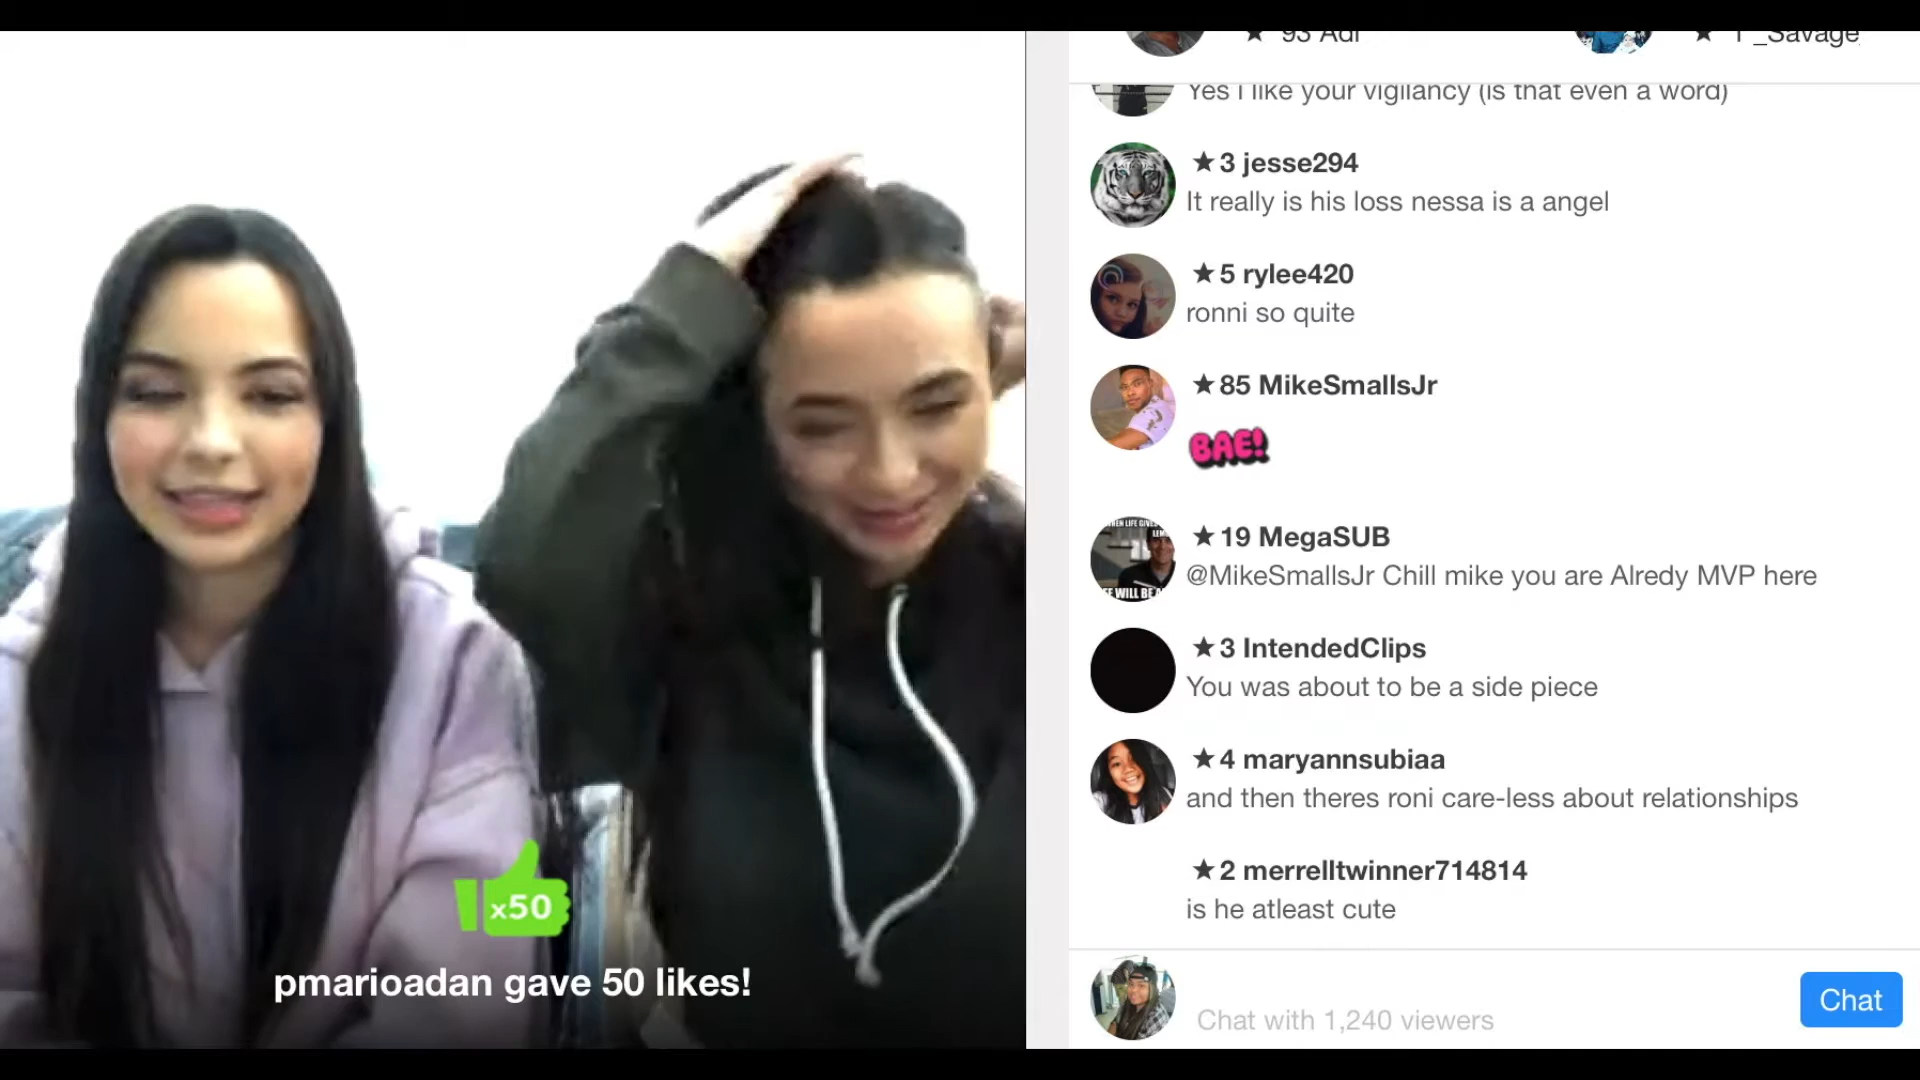 93 Adi
T_Savage
Yes I like your vigilancy (is that even a word)
★3 jesse294
It really is his loss nessa is a angel
★5 rylee420
ronni so quite
★85 MikeSmallsJr
BAE!
★19 MegaSUB
@MikeSmallsJr Chill mike you are Alredy MVP here
★3 IntendedClips
You was about to be a side piece
★4 maryannsubiaa
and then theres roni care-less about relationships
★2 merrelltwinner714814
is he atleast cute
x50
pmarioadan gave 50 likes!
Chat with 1,240 viewers
Chat